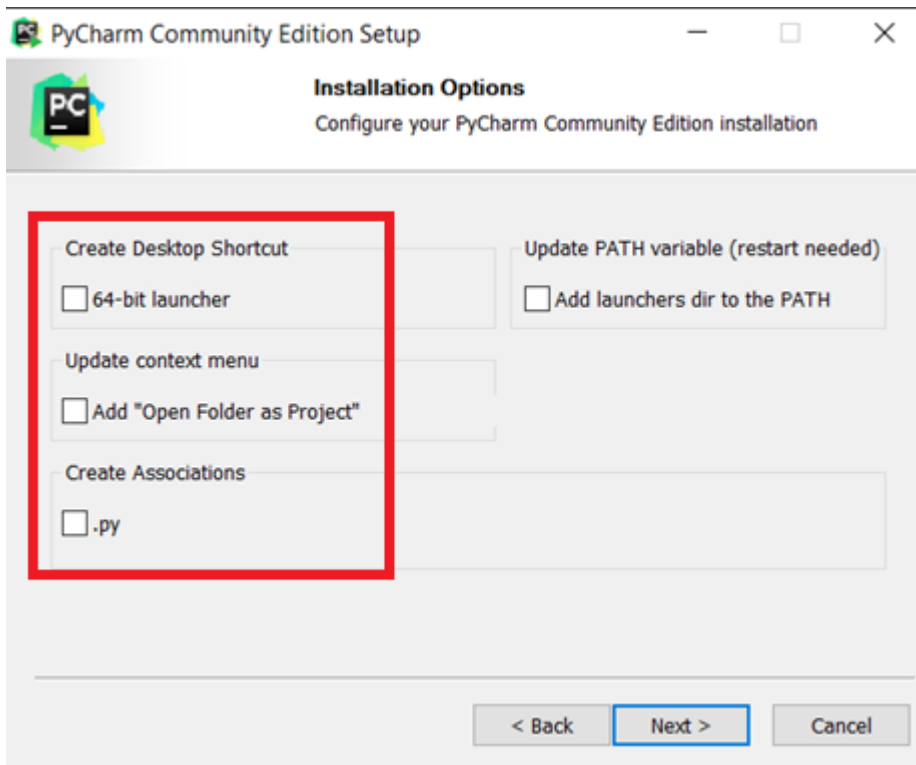 PyCharm Community Edition Setup
PC
Installation Options
Configure your PyCharm Community Edition installation
Create Desktop Shortcut
64-bit launcher
Update PATH variable (restart needed)
Add launchers dir to the PATH
Update context menu
Add "Open Folder as Project"
Create Associations
.py
< Back
Next >
Cancel